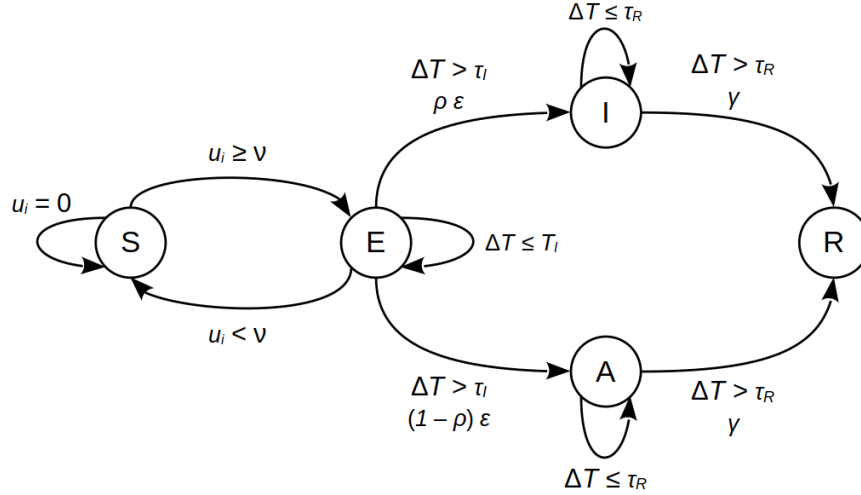 ΔT ≤ τR
ΔT > τI
ρ ε
I
ΔT > τR
γ
ui ≥ ν
ui = 0
S
E
ΔT ≤ TI
R
ui < ν
A
ΔT > τI
(1 – ρ) ε
ΔT > τR
γ
ΔT ≤ τR